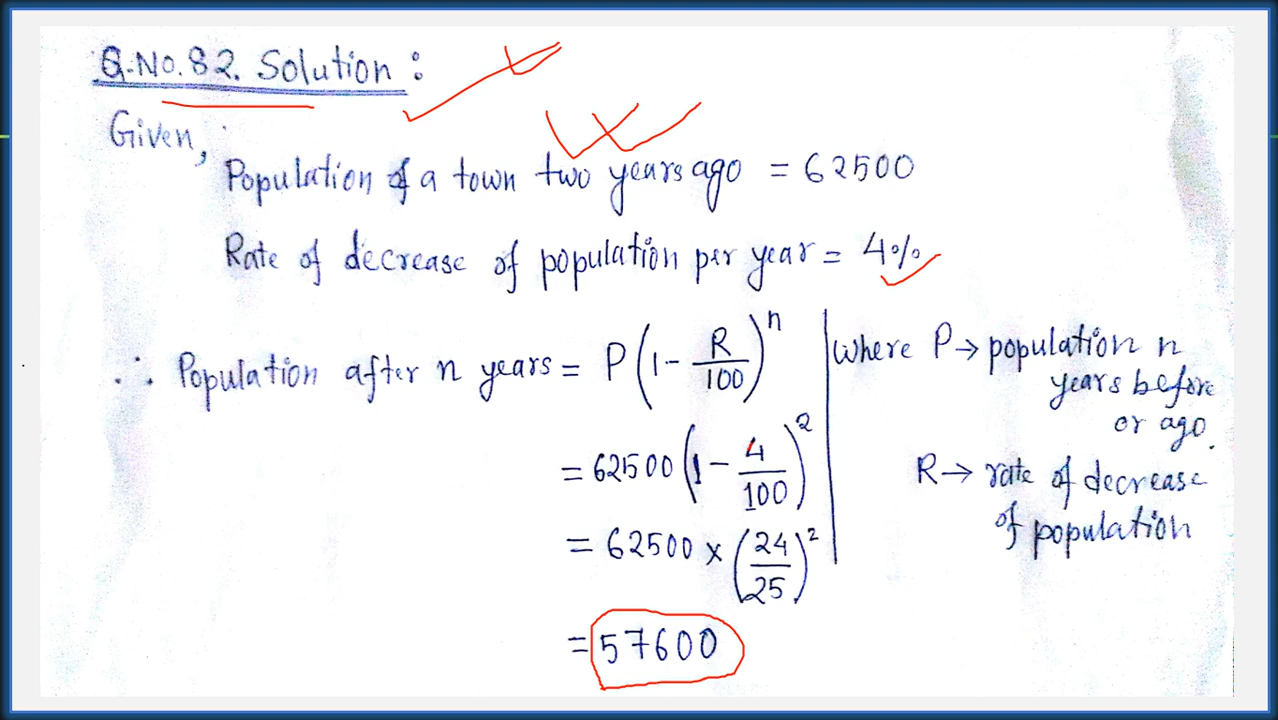 Q.No.82. Solution :
Given,
Population of a town two years ago = 62500
Rate of decrease of population per year = 4%
∴ Population after n years = P(1 - R/100)^n
where P → population n
years before
or ago.
= 62500 (1 - 4/100)^2
R → rate of decrease
of population
= 62500 × (24/25)^2
= 57600